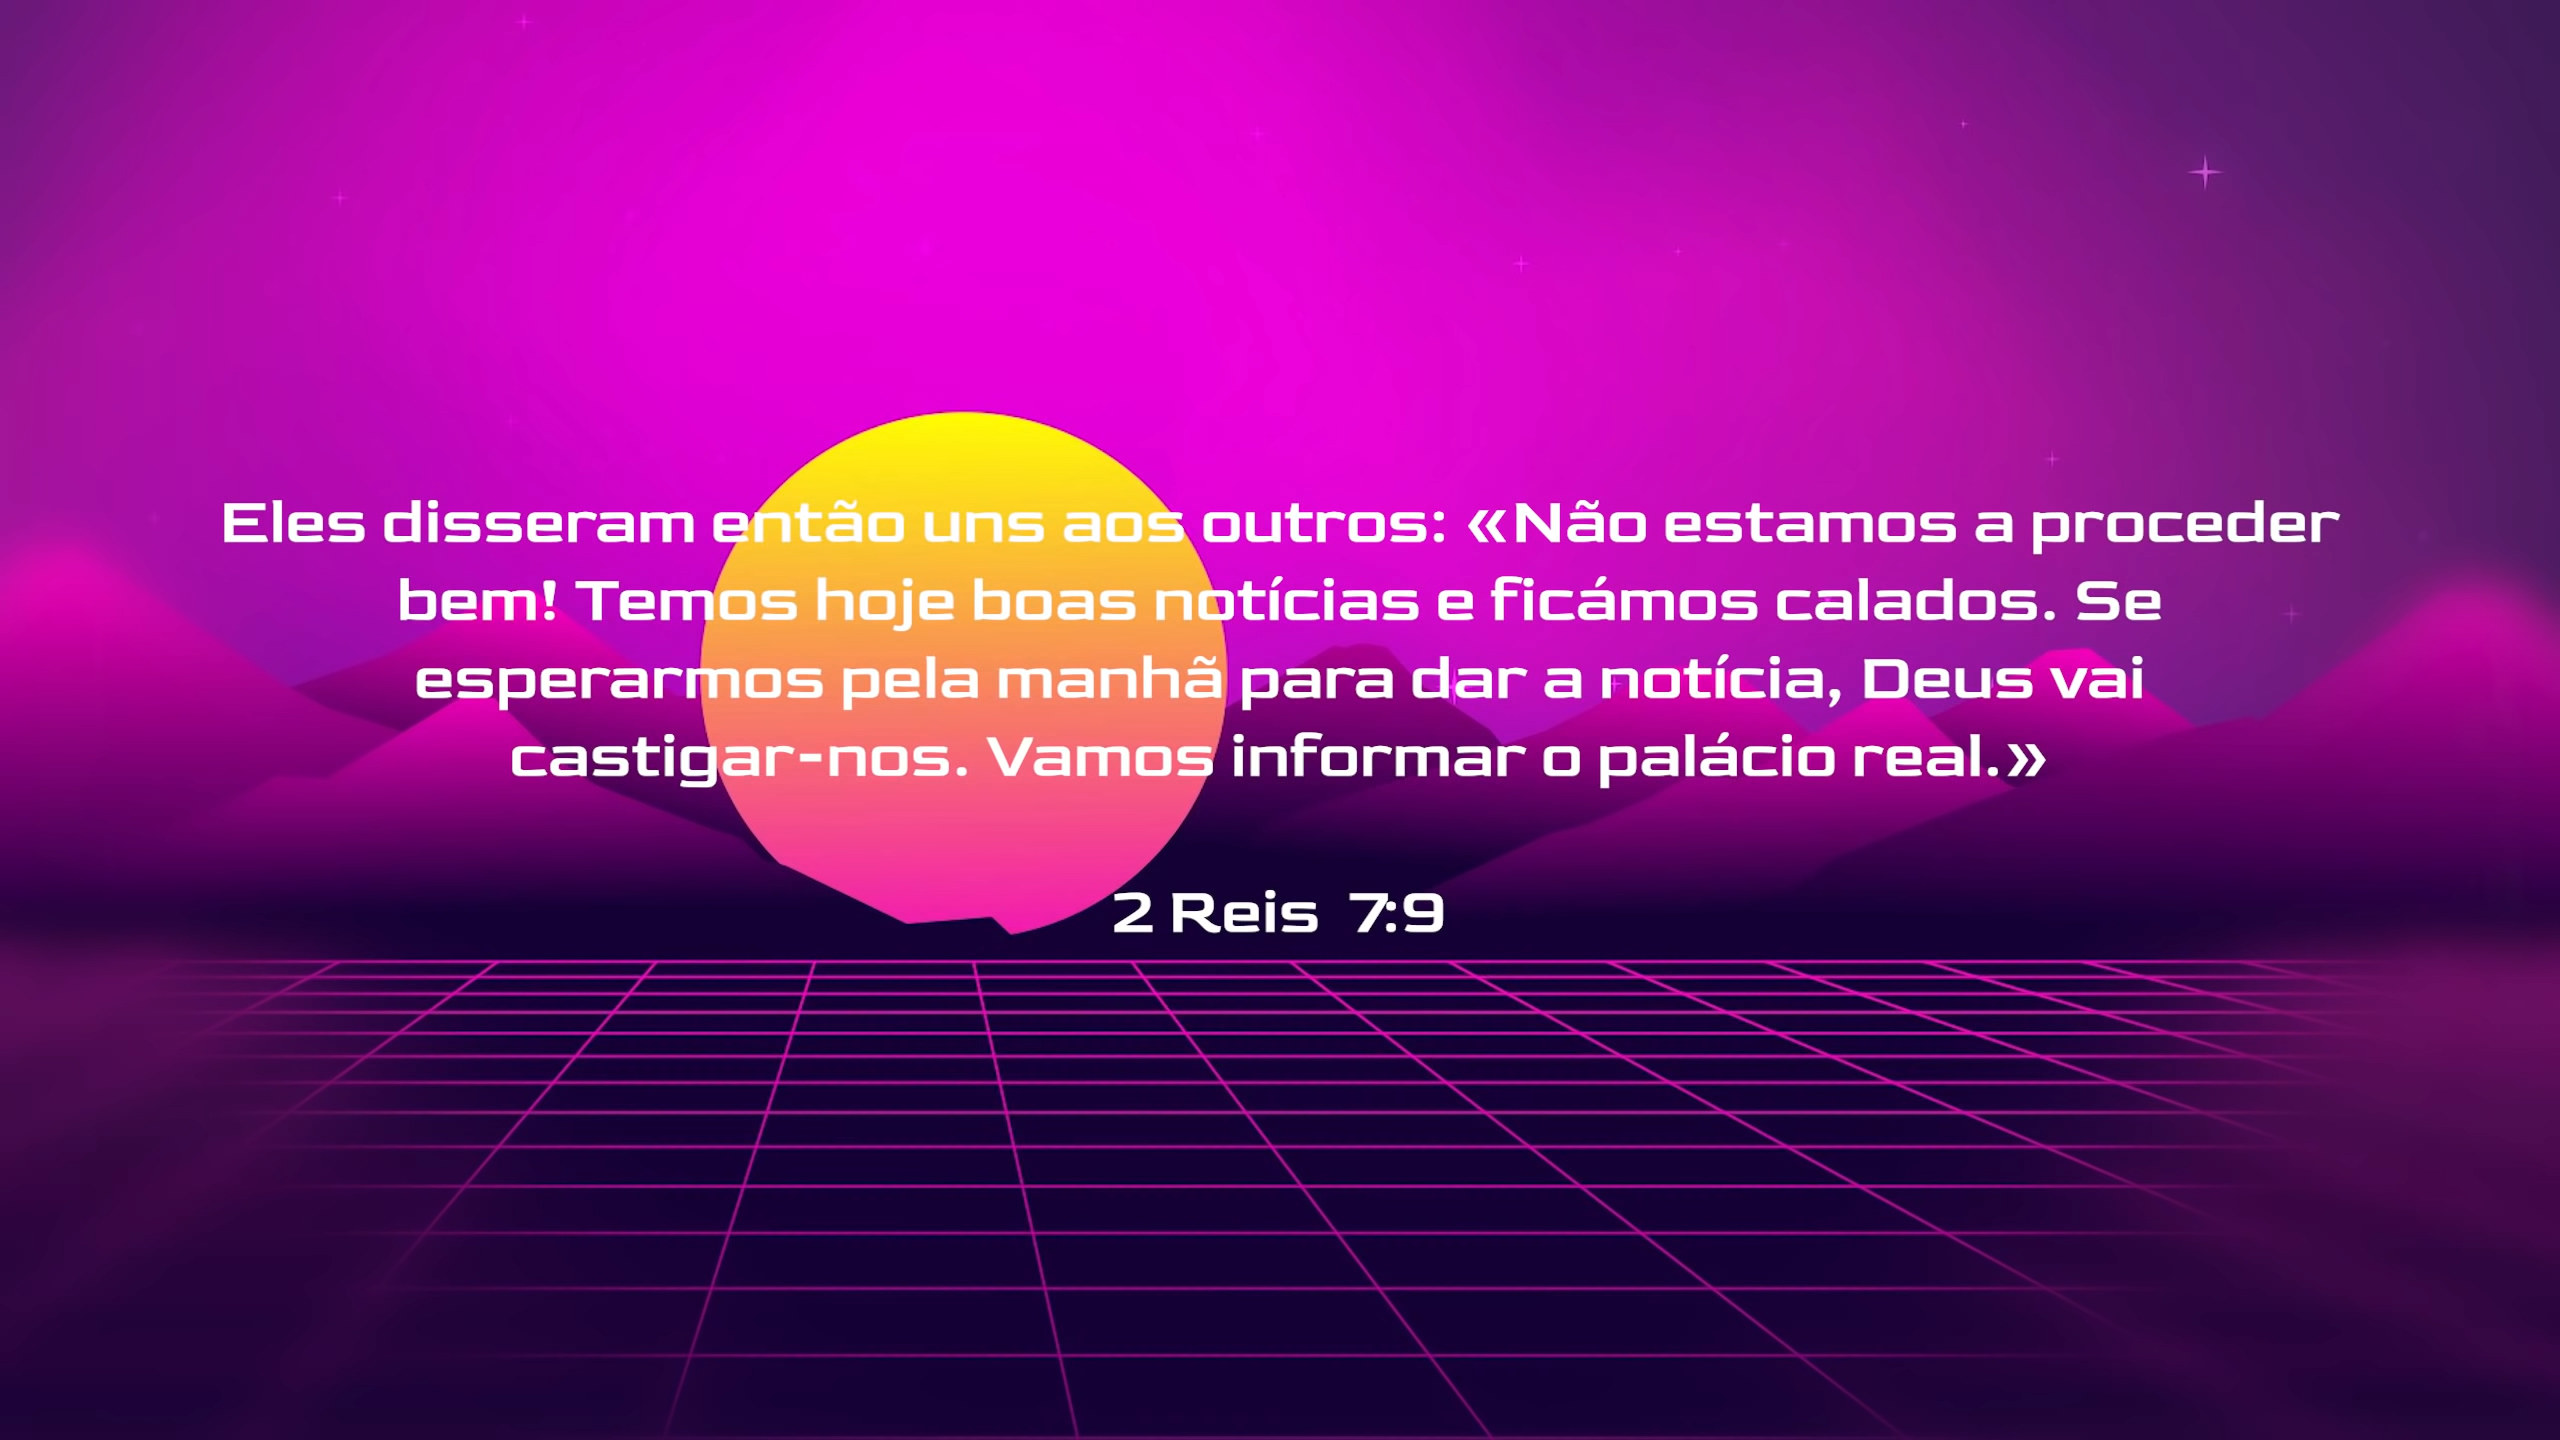 Eles disseram então uns aos outros: «Não estamos a proceder
bem! Temos hoje boas notícias e ficámos calados. Se
esperarmos pela manhã para dar a notícia, Deus vai
castigar-nos. Vamos informar o palácio real.»
2 Reis 7:9